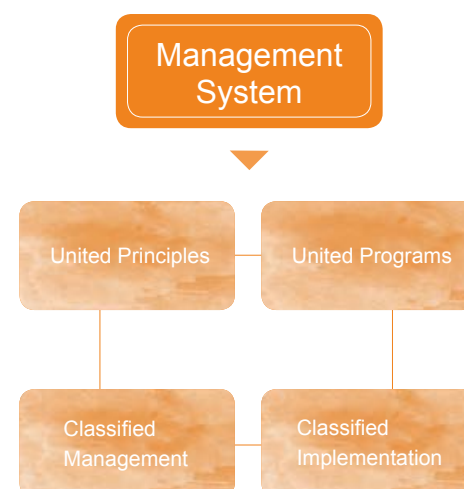 Management
System
United Principles
United Programs
Classified
Management
Classified
Implementation